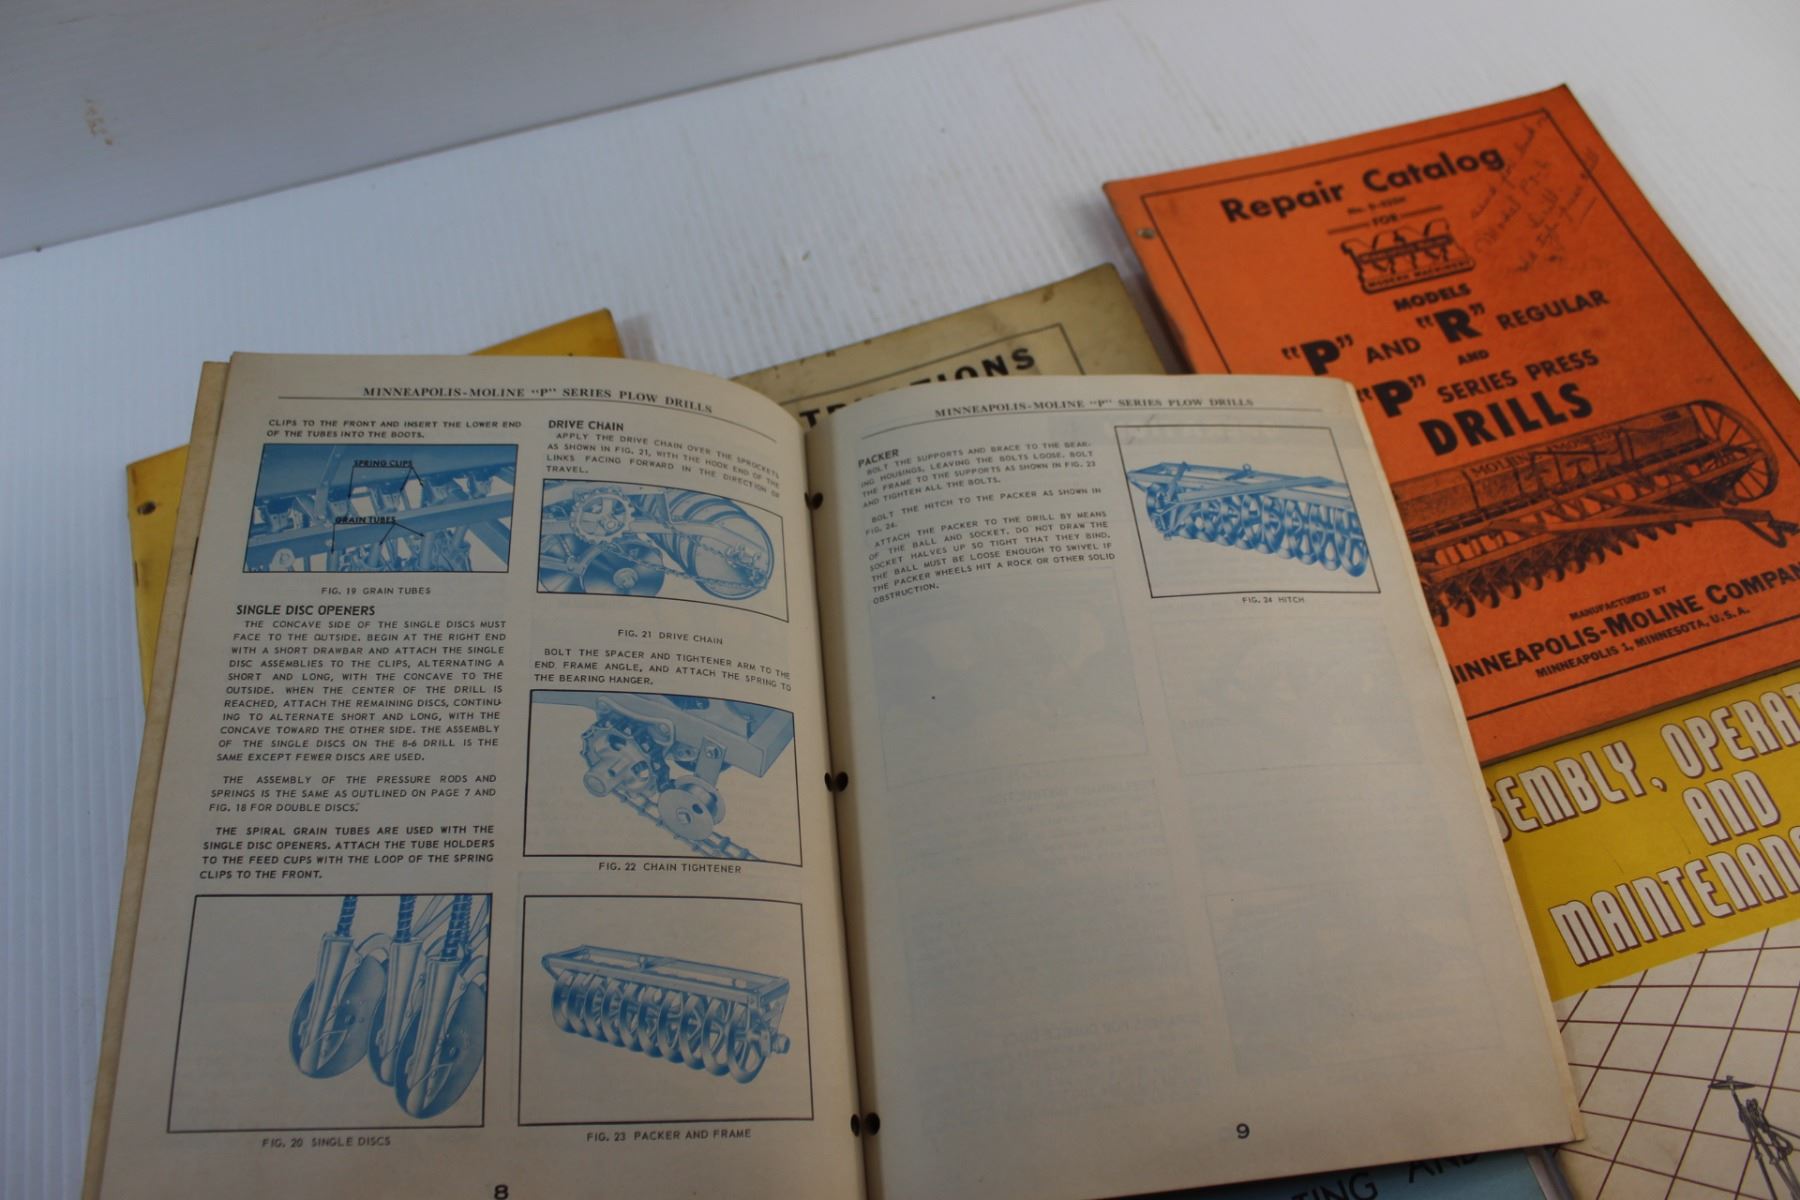 MINNEAPOLIS-MOLINE "P" SERIES PLOW DRILLS
CLIPS TO THE FRONT AND INSERT THE LOWER END
OF THE TUBES INTO THE BOOTS.
SPRING CLIPS
GRAIN TUBES
FIG. 19 GRAIN TUBES
SINGLE DISC OPENERS
THE CONCAVE SIDE OF THE SINGLE DISCS MUST
FACE TO THE OUTSIDE. BEGIN AT THE RIGHT END
WITH A SHORT DRAWBAR AND ATTACH THE SINGLE
DISC ASSEMBLIES TO THE CLIPS, ALTERNATING A
SHORT AND LONG, WITH THE CONCAVE TO THE
OUTSIDE. WHEN THE CENTER OF THE DRILL IS
REACHED, ATTACH THE REMAINING DISCS, CONTINU-
ING TO ALTERNATE SHORT AND LONG, WITH THE
CONCAVE TOWARD THE OTHER SIDE. THE ASSEMBLY
OF THE SINGLE DISCS ON THE 8-6 DRILL IS THE
SAME EXCEPT FEWER DISCS ARE USED.
THE ASSEMBLY OF THE PRESSURE RODS AND
SPRINGS IS THE SAME AS OUTLINED ON PAGE 7 AND
FIG. 18 FOR DOUBLE DISCS.
THE SPIRAL GRAIN TUBES ARE USED WITH THE
SINGLE DISC OPENERS. ATTACH THE TUBE HOLDERS
TO THE FEED CUPS WITH THE LOOP OF THE SPRING
CLIPS TO THE FRONT.
FIG. 20 SINGLE DISCS
DRIVE CHAIN
APPLY THE DRIVE CHAIN OVER THE SPROCKETS
AS SHOWN IN FIG. 21, WITH THE HOOK END OF THE
LINKS FACING FORWARD IN THE DIRECTION OF
TRAVEL.
FIG. 21 DRIVE CHAIN
BOLT THE SPACER AND TIGHTENER ARM TO THE
END FRAME ANGLE, AND ATTACH THE SPRING TO
THE BEARING HANGER.
FIG. 22 CHAIN TIGHTENER
FIG. 23 PACKER AND FRAME
8
MINNEAPOLIS-MOLINE "P" SERIES PLOW DRILLS
PACKER
BOLT THE SUPPORTS AND BRACE TO THE BEAR-
ING HOUSINGS, LEAVING THE BOLTS LOOSE. BOLT
THE FRAME TO THE SUPPORTS AS SHOWN IN FIG. 23
AND TIGHTEN ALL THE BOLTS.
BOLT THE HITCH TO THE PACKER AS SHOWN IN
FIG. 24.
ATTACH THE PACKER TO THE DRILL BY MEANS
OF THE BALL AND SOCKET. DO NOT DRAW THE
SOCKET HALVES UP SO TIGHT THAT THEY BIND.
THE BALL MUST BE LOOSE ENOUGH TO SWIVEL IF
THE PACKER WHEELS HIT A ROCK OR OTHER SOLID
OBSTRUCTION.
FIG. 24 HITCH
9
TIONS
Repair Catalog
FOR
MODERN MACHINERY
MODELS
"P" AND "R" REGULAR
AND
"P" SERIES PRESS
DRILLS
MANUFACTURED BY
MINNEAPOLIS-MOLINE COMPAN
MINNEAPOLIS 1, MINNESOTA, U.S.A.
SEMBLY, OPERAT
AND
MAINTENAN
TING AND